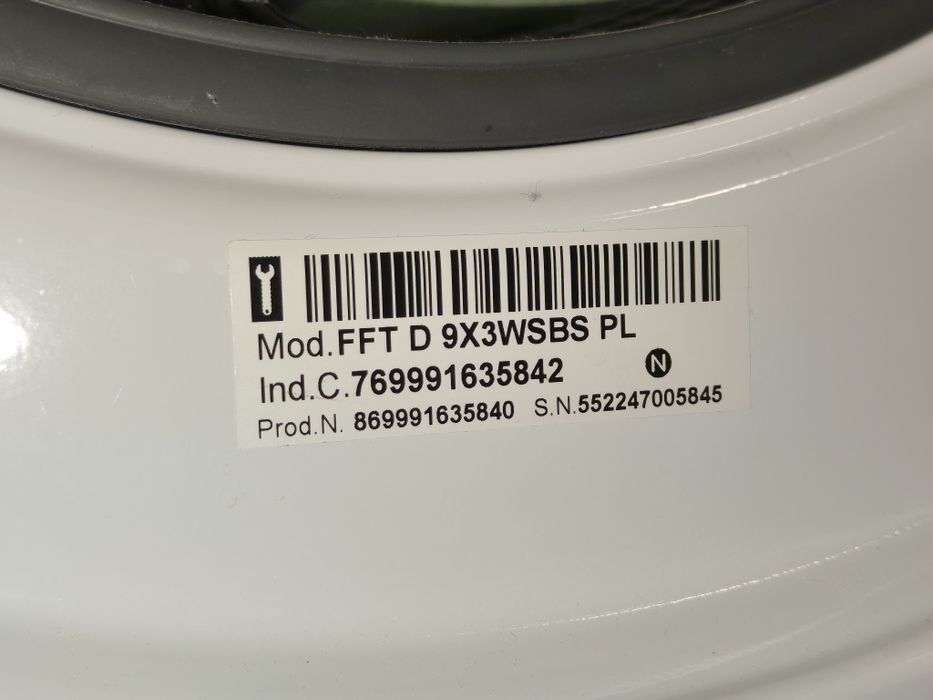 Mod.FFT D 9X3WSBS PL
Ind.C.769991635842
N
Prod.N. 869991635840 S.N.552247005845